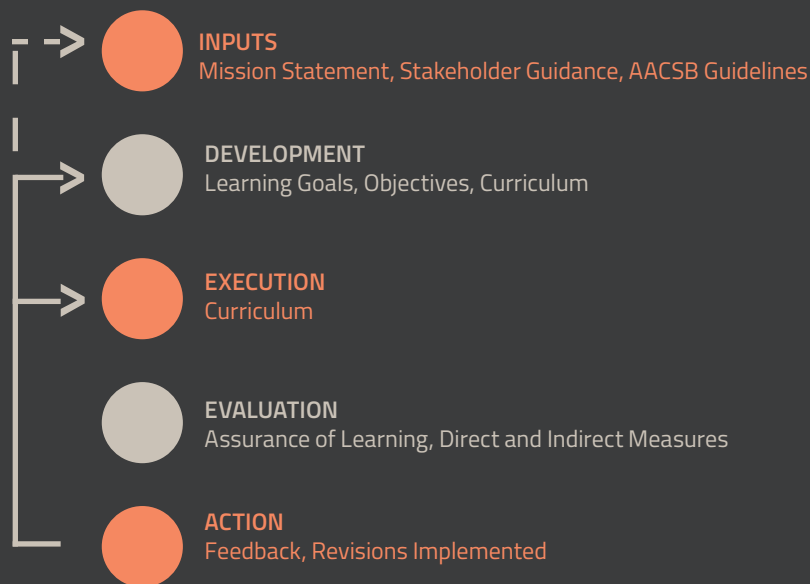 INPUTS
Mission Statement, Stakeholder Guidance, AACSB Guidelines
DEVELOPMENT
Learning Goals, Objectives, Curriculum
EXECUTION
Curriculum
EVALUATION
Assurance of Learning, Direct and Indirect Measures
ACTION
Feedback, Revisions Implemented